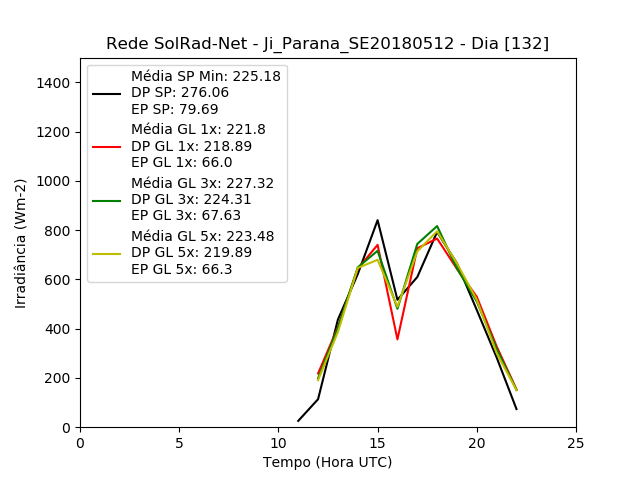 Rede SolRad-Net - Ji_Parana_SE20180512 - Dia [132]
Média SP Min: 225.18
DP SP: 276.06
EP SP: 79.69
Média GL 1x: 221.8
DP GL 1x: 218.89
EP GL 1x: 66.0
Média GL 3x: 227.32
DP GL 3x: 224.31
EP GL 3x: 67.63
Média GL 5x: 223.48
DP GL 5x: 219.89
EP GL 5x: 66.3
Irradiância (Wm-2)
1400
1200
1000
800
600
400
200
0
0 5 10 15 20 25
Tempo (Hora UTC)